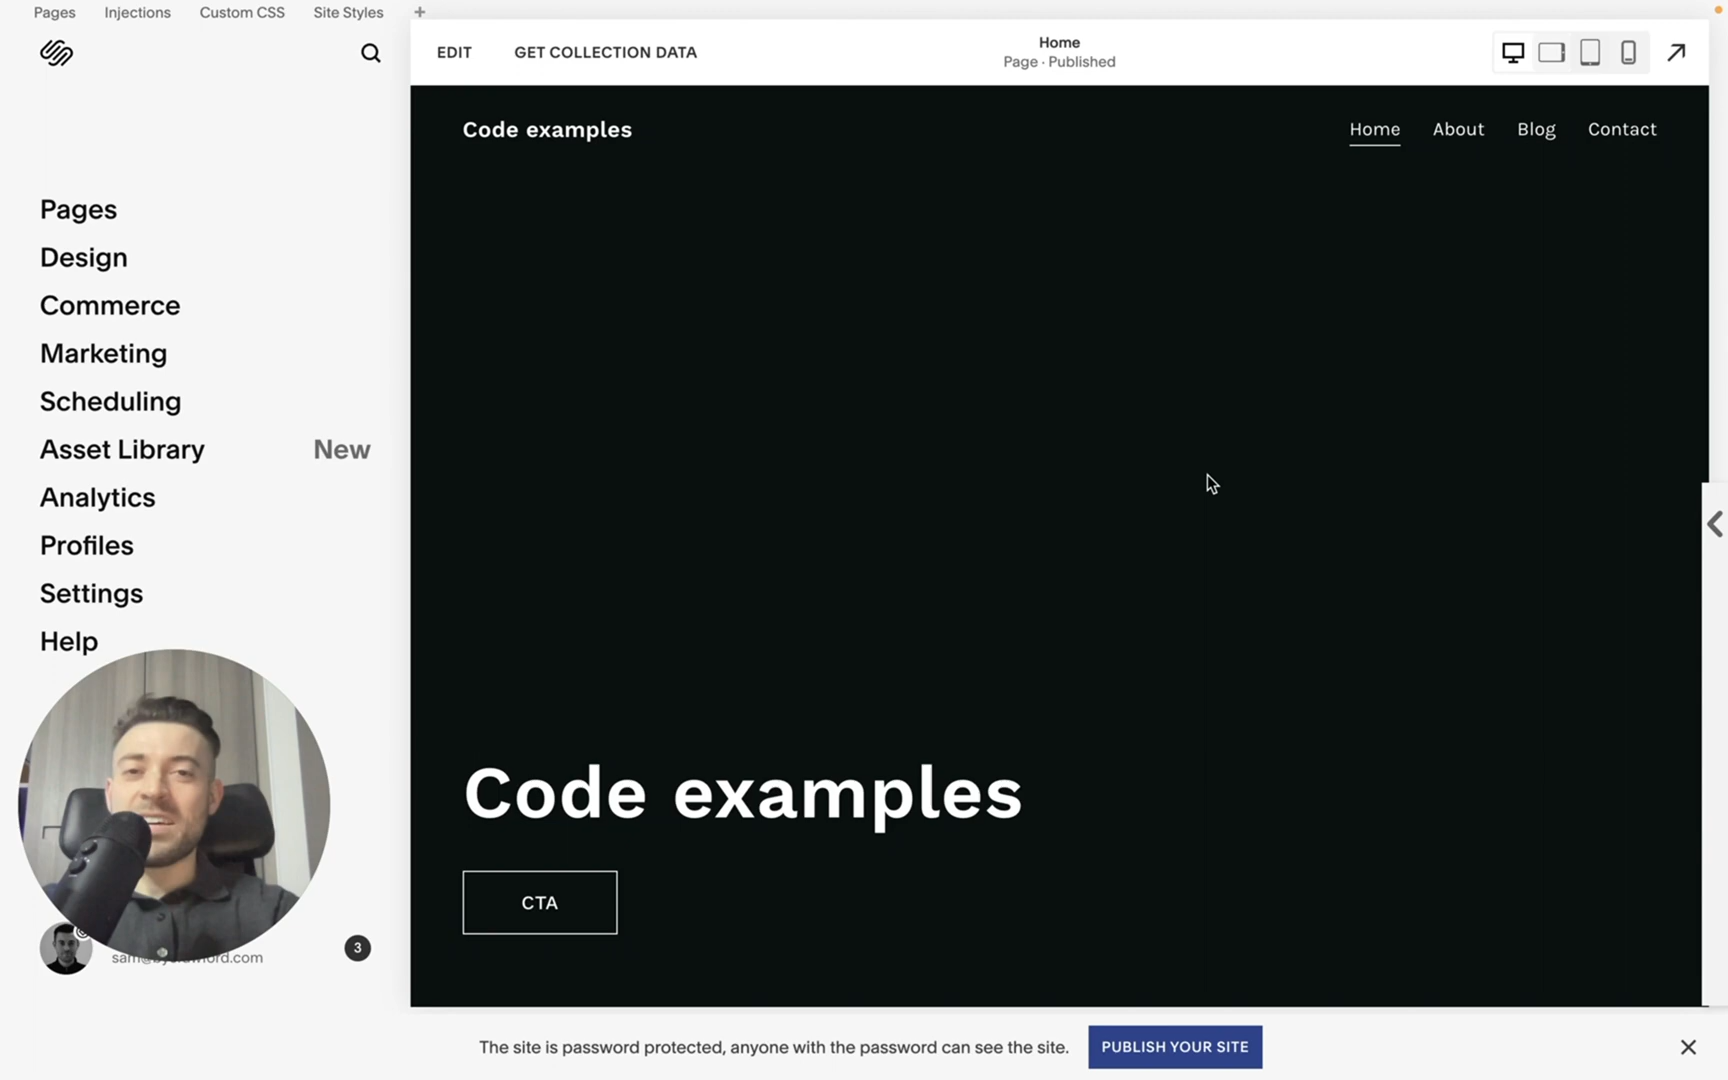 Pages Injections Custom CSS Site Styles +
EDIT GET COLLECTION DATA
Home
Page · Published
Pages
Design
Commerce
Marketing
Scheduling
Asset Library New
Analytics
Profiles
Settings
Help
3
Code examples
Home About Blog Contact
Code examples
CTA
The site is password protected, anyone with the password can see the site.
PUBLISH YOUR SITE